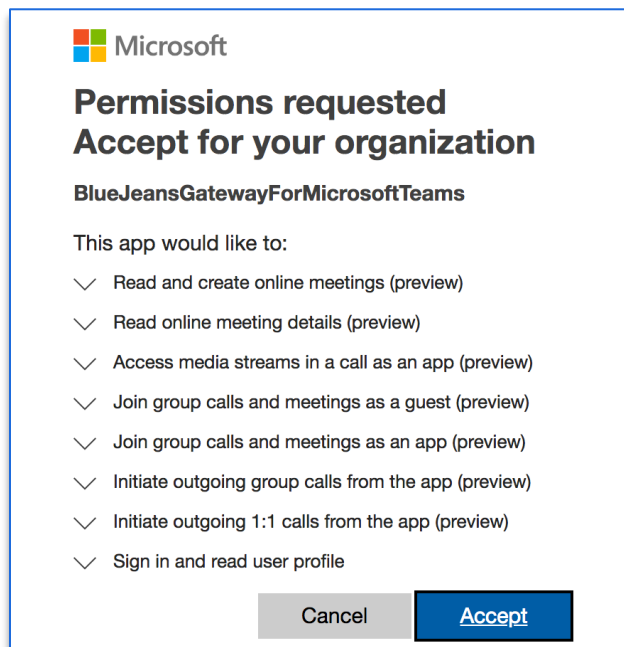 Microsoft
Permissions requested
Accept for your organization
BlueJeansGatewayForMicrosoftTeams
This app would like to:
Read and create online meetings (preview)
Read online meeting details (preview)
Access media streams in a call as an app (preview)
Join group calls and meetings as a guest (preview)
Join group calls and meetings as an app (preview)
Initiate outgoing group calls from the app (preview)
Initiate outgoing 1:1 calls from the app (preview)
Sign in and read user profile
Cancel Accept